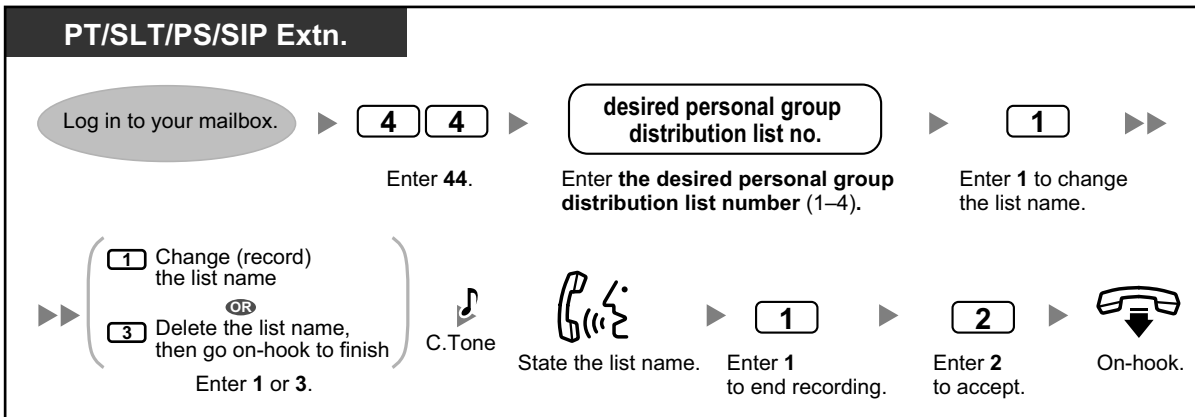 PT/SLT/PS/SIP Extn.
Log in to your mailbox.
4 4
Enter 44.
desired personal group
distribution list no.
Enter the desired personal group
distribution list number (1–4).
1
Enter 1 to change
the list name.
1 Change (record)
the list name
OR
3 Delete the list name,
then go on-hook to finish
Enter 1 or 3.
C.Tone
State the list name.
1
Enter 1
to end recording.
2
Enter 2
to accept.
On-hook.